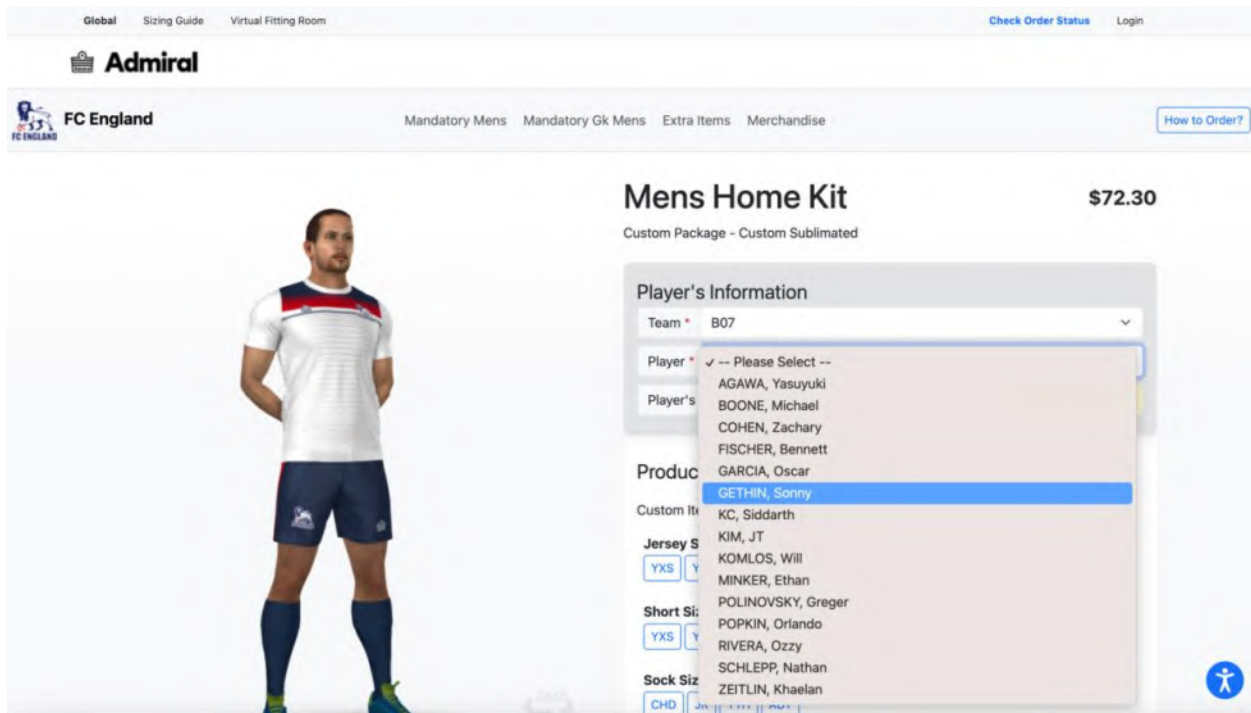 Global Sizing Guide Virtual Fitting Room Check Order Status Login
Admiral
FC ENGLAND
FC England Mandatory Mens Mandatory Gk Mens Extra Items Merchandise How to Order?
Mens Home Kit $72.30
Custom Package - Custom Sublimated
Player's Information
Team * B07
Player * ✓ -- Please Select --
AGAWA, Yasuyuki
Player's
BOONE, Michael
COHEN, Zachary
FISCHER, Bennett
Produc
GARCIA, Oscar
GETHIN, Sonny
Custom Ite
KC, Siddarth
KIM, JT
Jersey S
KOMLOS, Will
YXS Y
MINKER, Ethan
POLINOVSKY, Greger
Short Siz
POPKIN, Orlando
YXS Y
RIVERA, Ozzy
SCHLEPP, Nathan
Sock Siz
ZEITLIN, Khaelan
CHD